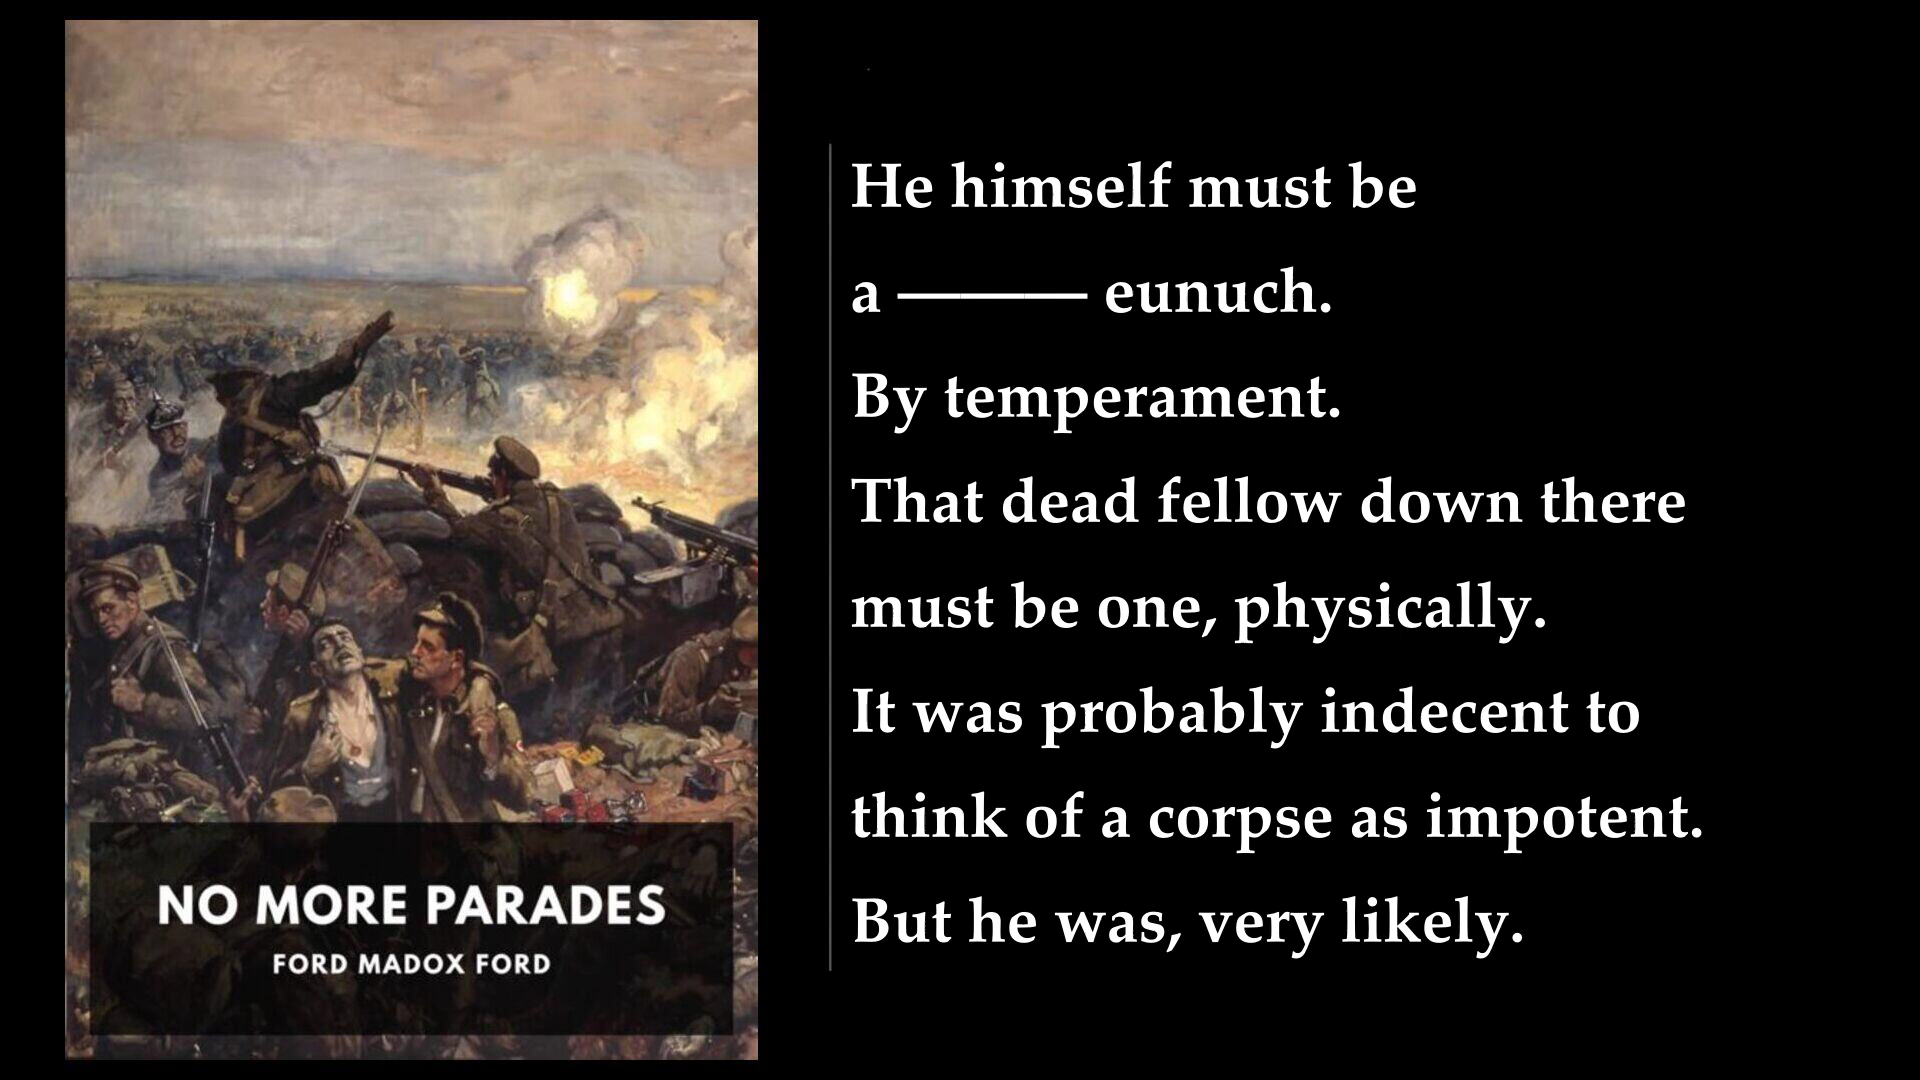 NO MORE PARADES
FORD MADOX FORD
He himself must be
a ——— eunuch.
By temperament.
That dead fellow down there
must be one, physically.
It was probably indecent to
think of a corpse as impotent.
But he was, very likely.